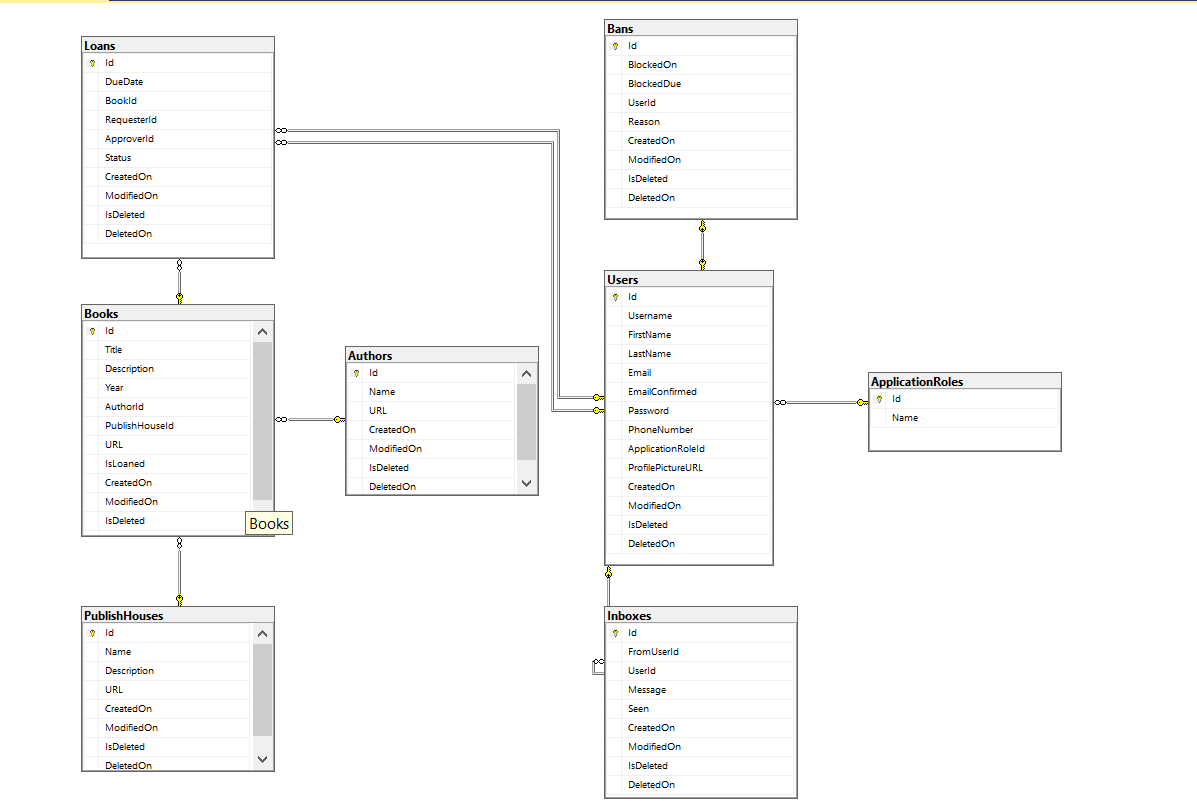 Loans
Id
DueDate
BookId
RequesterId
ApproverId
Status
CreatedOn
ModifiedOn
IsDeleted
DeletedOn
Bans
Id
BlockedOn
BlockedDue
UserId
Reason
CreatedOn
ModifiedOn
IsDeleted
DeletedOn
Books
Id
Title
Description
Year
AuthorId
PublishHouseId
URL
IsLoaned
CreatedOn
ModifiedOn
IsDeleted
Books
Authors
Id
Name
URL
CreatedOn
ModifiedOn
IsDeleted
DeletedOn
Users
Id
Username
FirstName
LastName
Email
EmailConfirmed
Password
PhoneNumber
ApplicationRoleId
ProfilePictureURL
CreatedOn
ModifiedOn
IsDeleted
DeletedOn
ApplicationRoles
Id
Name
PublishHouses
Id
Name
Description
URL
CreatedOn
ModifiedOn
IsDeleted
DeletedOn
Inboxes
Id
FromUserId
UserId
Message
Seen
CreatedOn
ModifiedOn
IsDeleted
DeletedOn